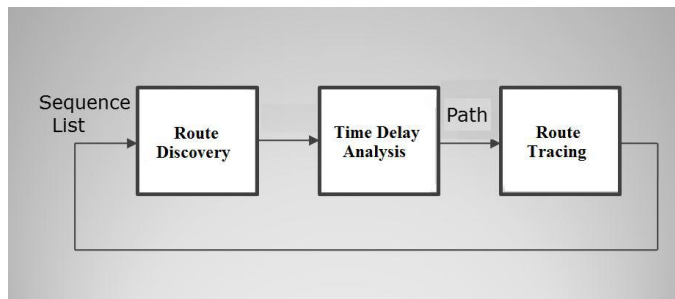 Sequence
List
Route
Discovery
Time Delay
Analysis
Path
Route
Tracing